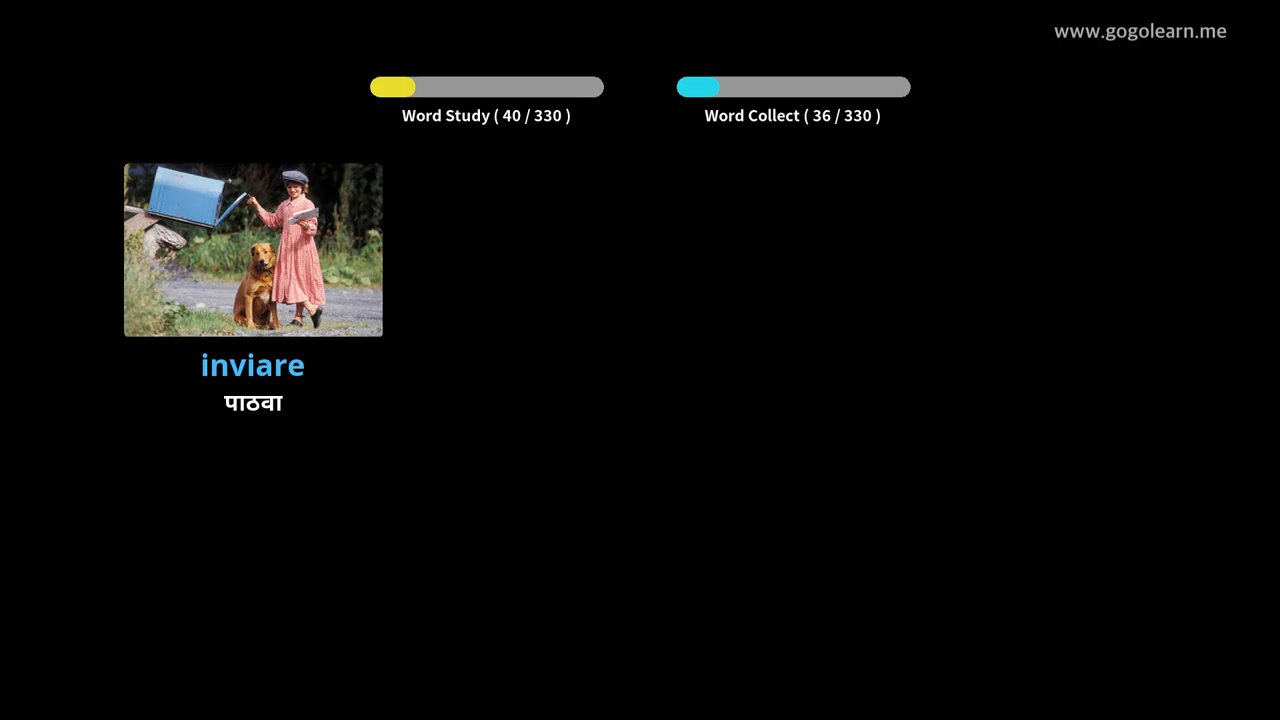 www.gogolearn.me
Word Study ( 40 / 330 )
Word Collect ( 36 / 330 )
inviare
पाठवा